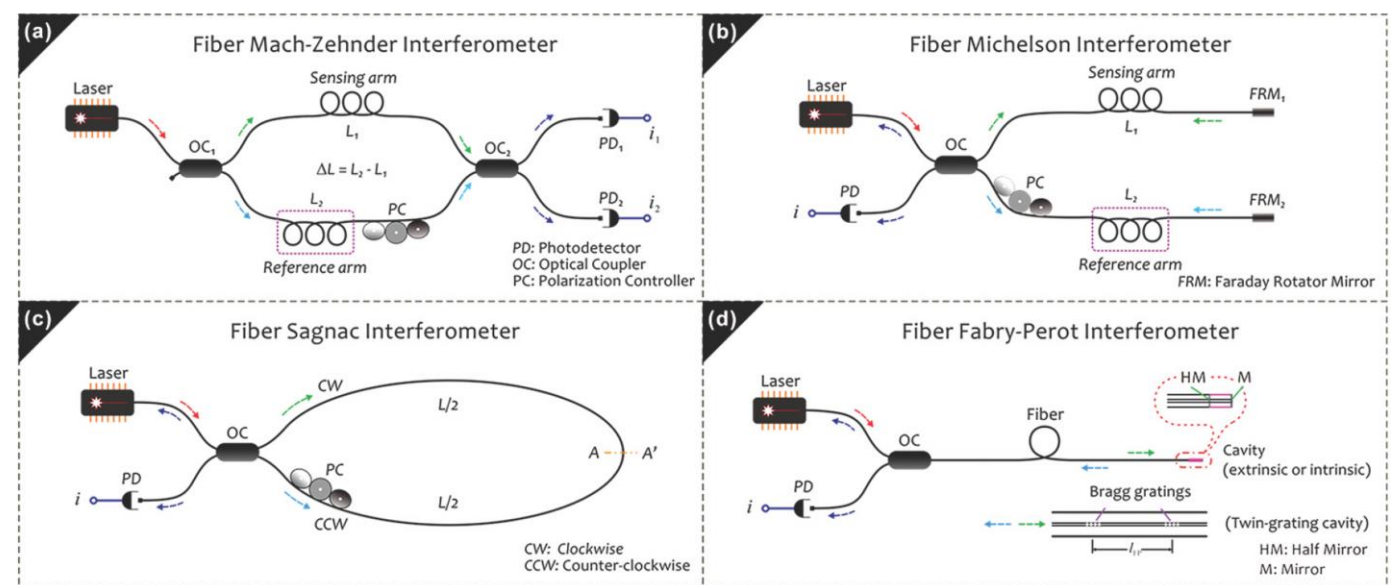 (a)
Fiber Mach-Zehnder Interferometer
Laser
Sensing arm
L₁
OC₁
OC₂
ΔL = L₂ - L₁
PD₁
i₁
L₂
PC
Reference arm
PD₂
i₂
PD: Photodetector
OC: Optical Coupler
PC: Polarization Controller
(b)
Fiber Michelson Interferometer
Laser
Sensing arm
L₁
FRM₁
OC
PD
i
PC
L₂
FRM₂
Reference arm
FRM: Faraday Rotator Mirror
(c)
Fiber Sagnac Interferometer
Laser
CW
L/2
OC
A
A'
PD
i
PC
L/2
CCW
CW: Clockwise
CCW: Counter-clockwise
(d)
Fiber Fabry-Perot Interferometer
Laser
HM
M
Fiber
OC
Cavity
(extrinsic or intrinsic)
PD
i
Bragg gratings
(Twin-grating cavity)
HM: Half Mirror
M: Mirror